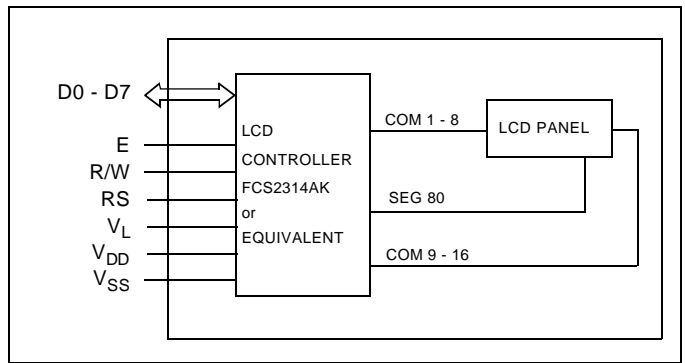 D0 - D7
E
R/W
RS
VL
VDD
VSS
LCD
CONTROLLER
FCS2314AK
or
EQUIVALENT
COM 1 - 8
SEG 80
COM 9 - 16
LCD PANEL